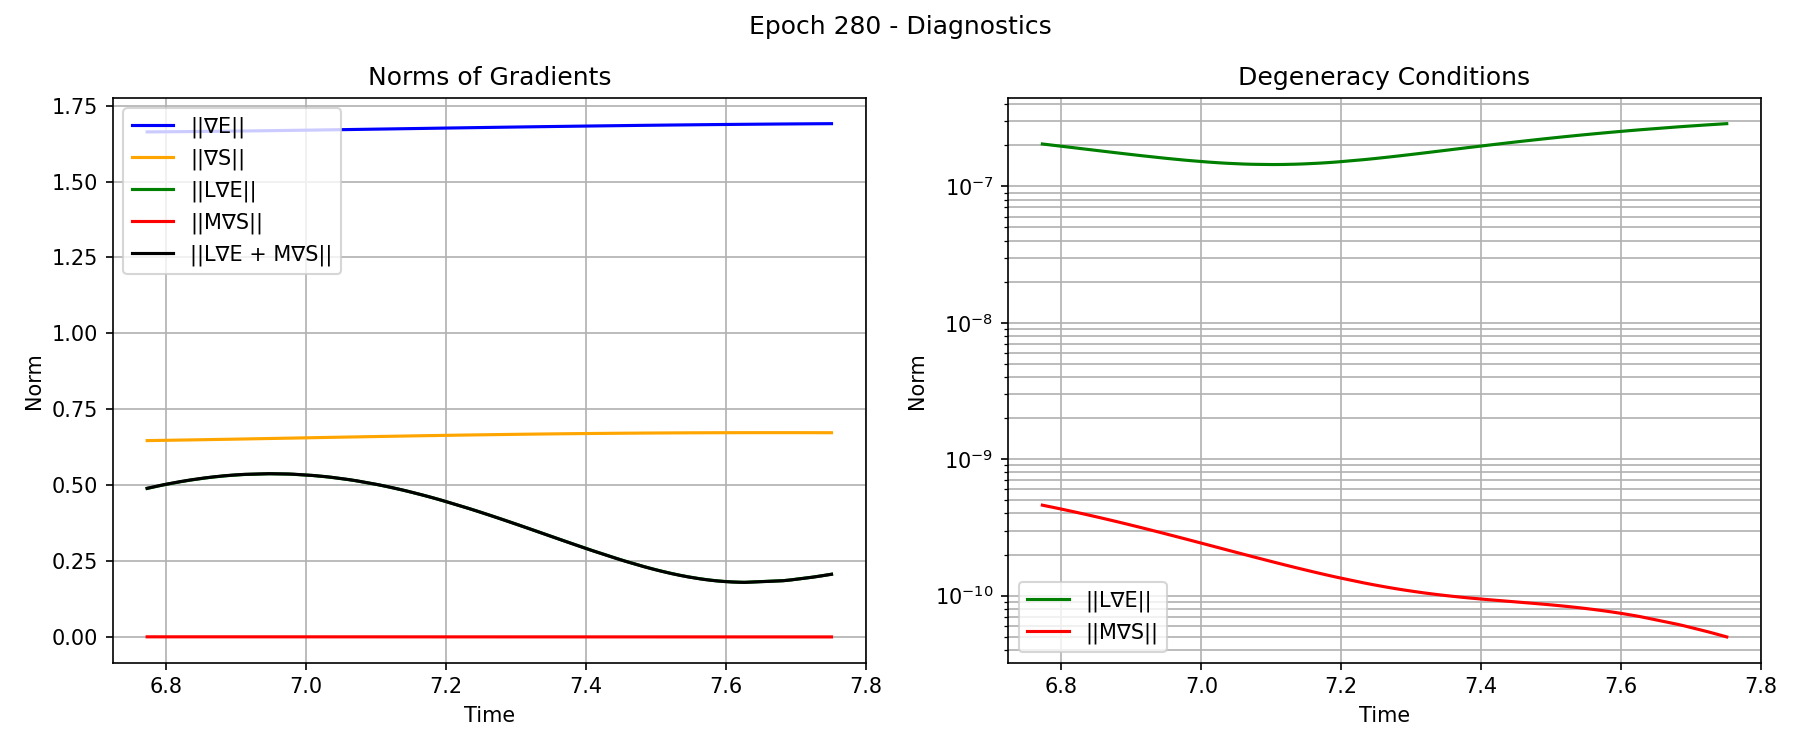 Epoch 280 - Diagnostics
Norms of Gradients
1.75
1.50
1.25
1.00
0.75
0.50
0.25
0.00
Norm
||∇E||
||∇S||
||L∇E||
||M∇S||
||L∇E + M∇S||
6.8
7.0
7.2
7.4
7.6
7.8
Time
Degeneracy Conditions
10⁻⁷
10⁻⁸
10⁻⁹
10⁻¹⁰
Norm
||L∇E||
||M∇S||
6.8
7.0
7.2
7.4
7.6
7.8
Time